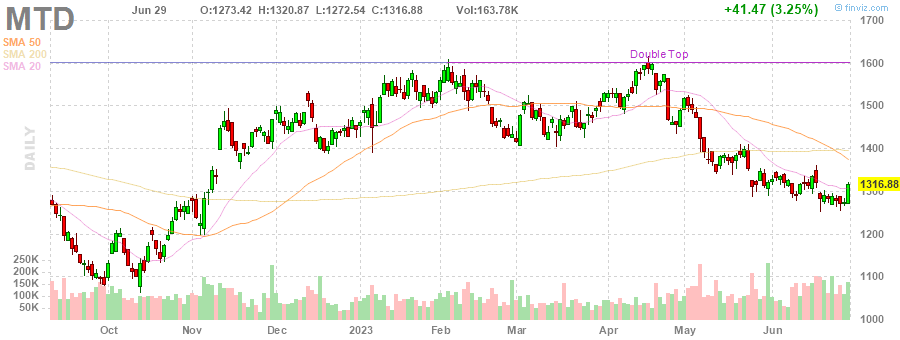 MTD Jun 29 O:1273.42 H:1320.87 L:1272.54 C:1316.88 Vol:163.78K +41.47 (3.25%) © finviz.com
SMA 50
SMA 200
SMA 20
Double Top
DAILY
1700
1600
1500
1400
1316.88
1300
1200
1100
1000
250K
200K
150K
100K
50K
Oct Nov Dec 2023 Feb Mar Apr May Jun